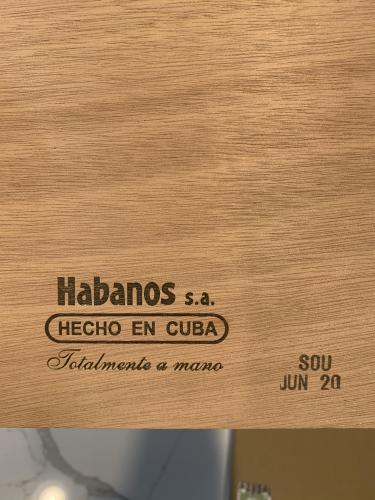 Habanos s.a.
HECHO EN CUBA
Totalmente a mano
SOU
JUN 20